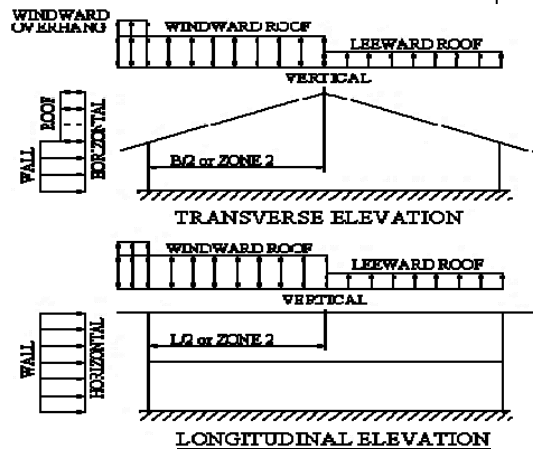 WINDWARD
OVERHANG
WINDWARD ROOF
LEEWARD ROOF
VERTICAL
ROOF
WALL
HORIZONTAL
B/2 or ZONE 2
TRANSVERSE ELEVATION
WINDWARD ROOF
LEEWARD ROOF
VERTICAL
WALL
HORIZONTAL
L/2 or ZONE 2
LONGITUDINAL ELEVATION